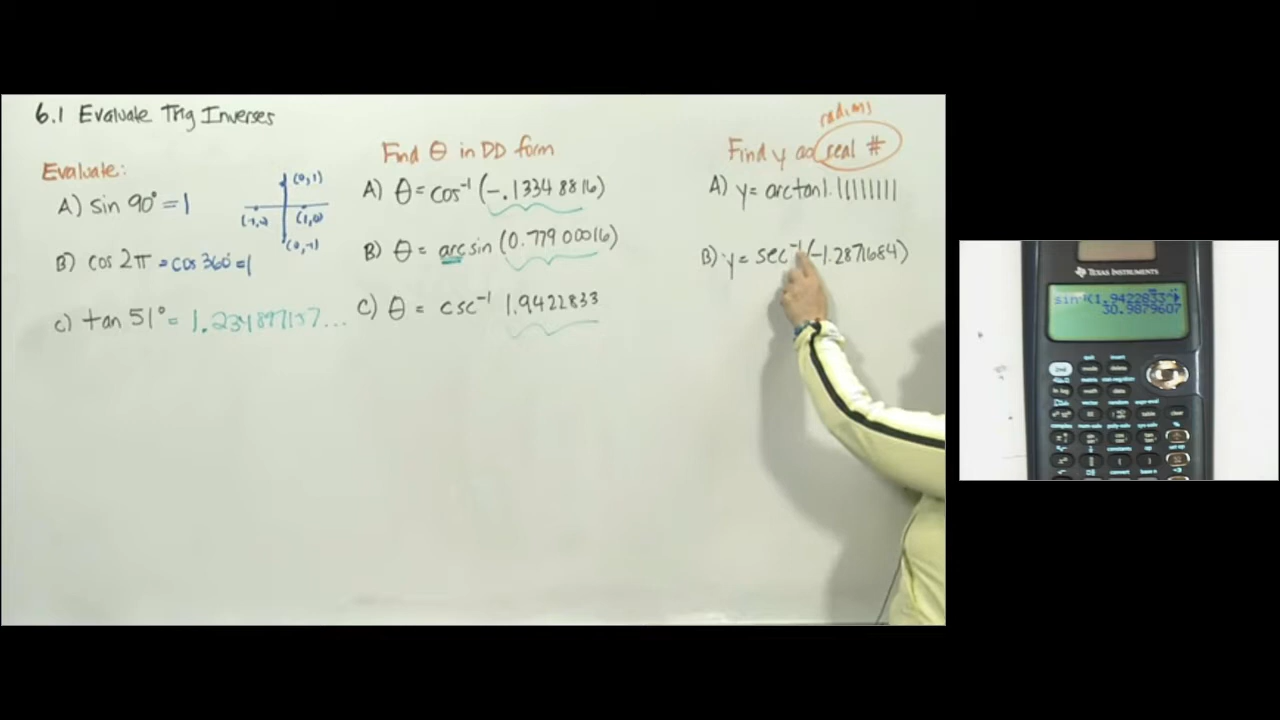 6.1 Evaluate Trig Inverses
Evaluate:
A) sin 90° = 1
(0,1)
(-1,0)
(1,0)
(0,-1)
B) cos 2π = cos 360° = 1
C) tan 51° = 1.234897157...
Find θ in DD form
A) θ = cos⁻¹ (-.13348816)
B) θ = arcsin (0.77900016)
C) θ = csc⁻¹ 1.9422833
radians
Find y as real #
A) y = arctan 1.11111111
B) y = sec⁻¹(-1.2871684)
TEXAS INSTRUMENTS
sin⁻¹(1.9422833
30.9879607